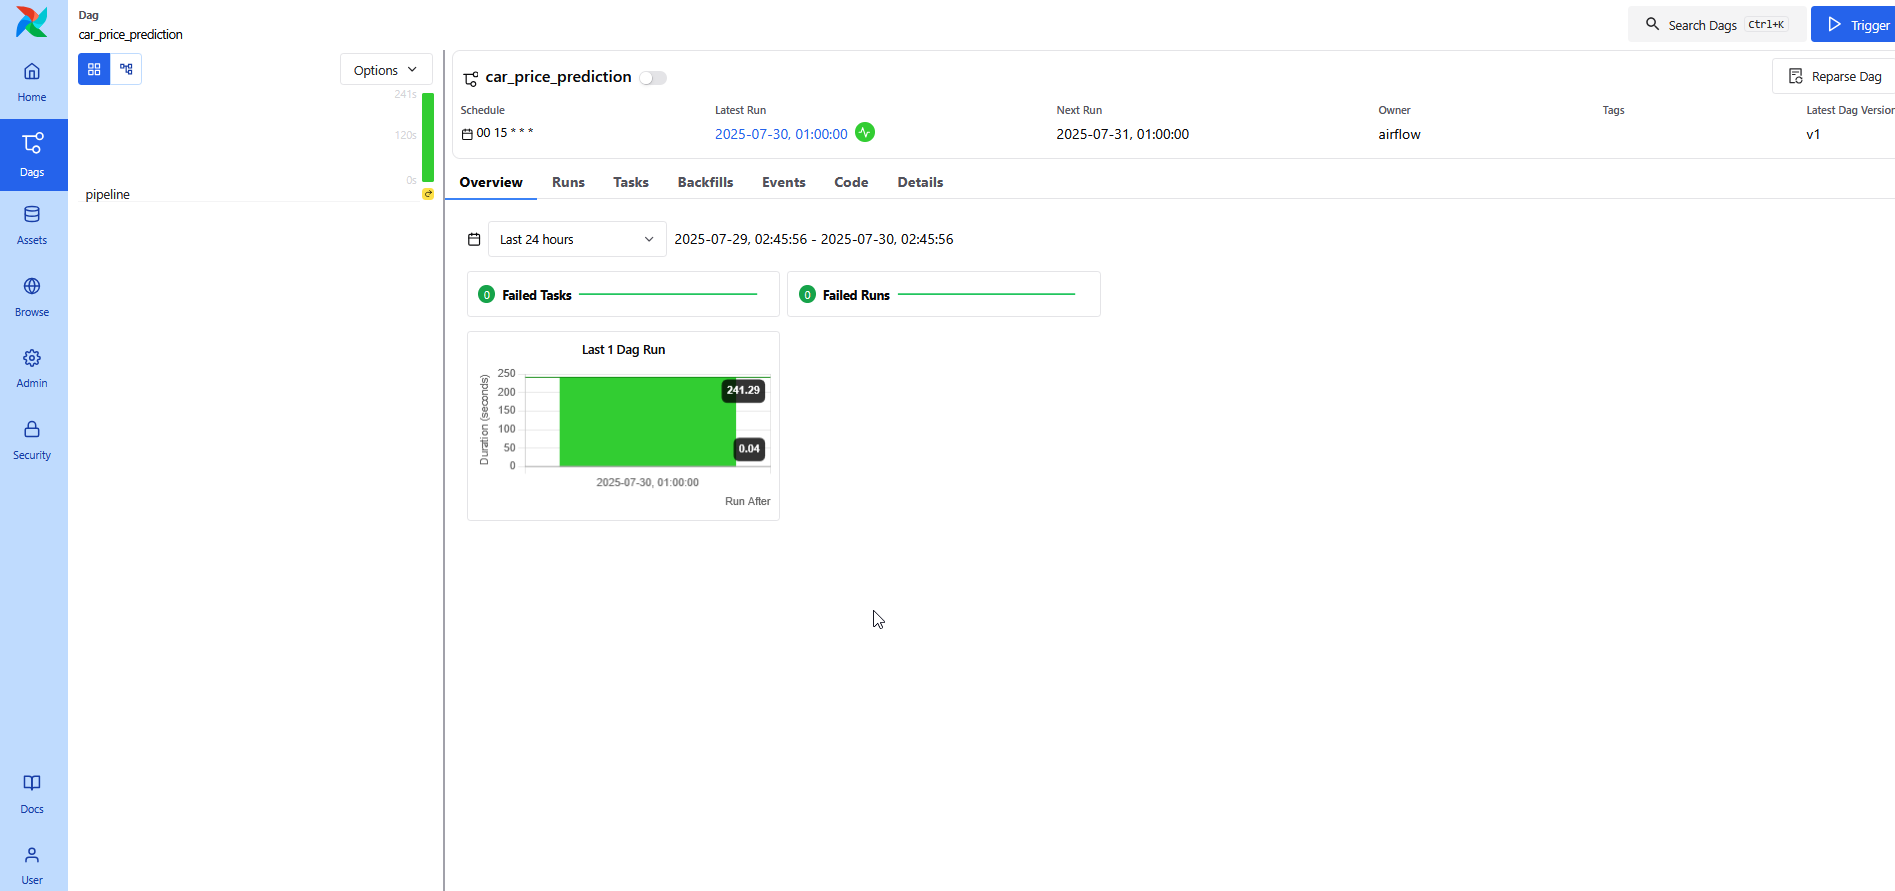 Dag
car_price_prediction
Search Dags Ctrl+K
Trigger
Home
Dags
Assets
Browse
Admin
Security
Docs
User
Options
241s
120s
0s
pipeline
car_price_prediction
Reparse Dag
Schedule Latest Run Next Run Owner Tags Latest Dag Version
00 15 * * * 2025-07-30, 01:00:00 2025-07-31, 01:00:00 airflow v1
Overview Runs Tasks Backfills Events Code Details
Last 24 hours 2025-07-29, 02:45:56 - 2025-07-30, 02:45:56
0 Failed Tasks 0 Failed Runs
Last 1 Dag Run
Duration (seconds)
250
200
150
100
50
0
241.29
0.04
2025-07-30, 01:00:00
Run After